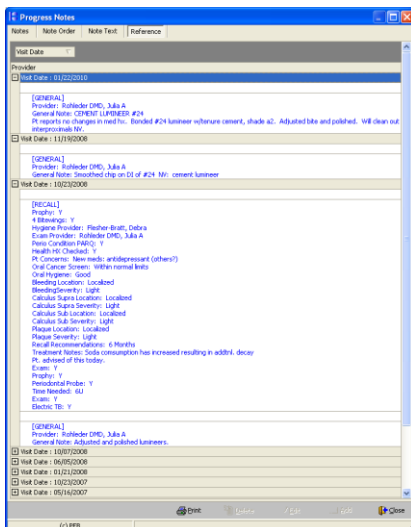 Progress Notes
Notes Note Order Note Text Reference
Visit Date
Provider
Visit Date : 01/22/2010
[GENERAL]
Provider: Rohleder DMD, Julia A
General Note: CEMENT LUMINEER #24
Pt reports no changes in med hx. Bonded #24 lumineer w/tenure cement, shade a2. Adjusted bite and polished. Will clean out
interproximals NV.
Visit Date : 11/19/2008
[GENERAL]
Provider: Rohleder DMD, Julia A
General Note: Smoothed chip on DI of #24 NV: cement lumineer
Visit Date : 10/23/2008
[RECALL]
Prophy: Y
4 Bitewings: Y
Hygiene Provider: Flesher-Bratt, Debra
Exam Provider: Rohleder DMD, Julia A
Perio Condition PARQ: Y
Health HX Checked: Y
Pt Concerns: New meds: antidepressant (others?)
Oral Cancer Screen: Within normal limits
Oral Hygiene: Good
Bleeding Location: Localized
BleedingSeverity: Light
Calculus Supra Location: Localized
Calculus Supra Severity: Light
Calculus Sub Location: Localized
Calculus Sub Severity: Light
Plaque Location: Localized
Plaque Severity: Light
Recall Recommendations: 6 Months
Treatment Notes: Soda comsumption has increased resulting in addtnl. decay
Pt. advised of this today.
Exam: Y
Prophy: Y
Periodontal Probe: Y
Time Needed: 6U
Exam: Y
Electric TB: Y
[GENERAL]
Provider: Rohleder DMD, Julia A
General Note: Adjusted and polished lumineers.
Visit Date : 10/07/2008
Visit Date : 06/05/2008
Visit Date : 01/21/2008
Visit Date : 10/23/2007
Visit Date : 05/16/2007
Print Delete Edit Add Close